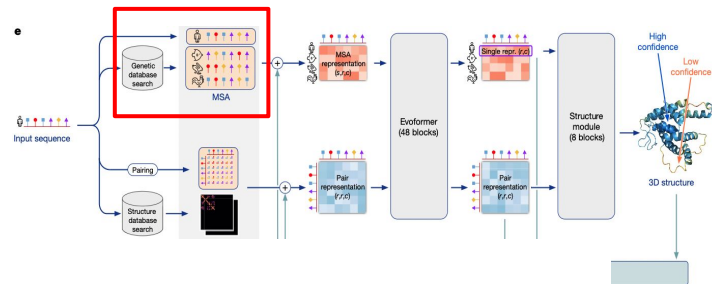 e
Genetic
database
search
MSA
Input sequence
Pairing
Structure
database
search
+
+
MSA
representation
(s,r,c)
Pair
representation
(r,r,c)
Evoformer
(48 blocks)
Single repr. (r,c)
Pair
representation
(r,r,c)
Structure
module
(8 blocks)
High
confidence
Low
confidence
3D structure